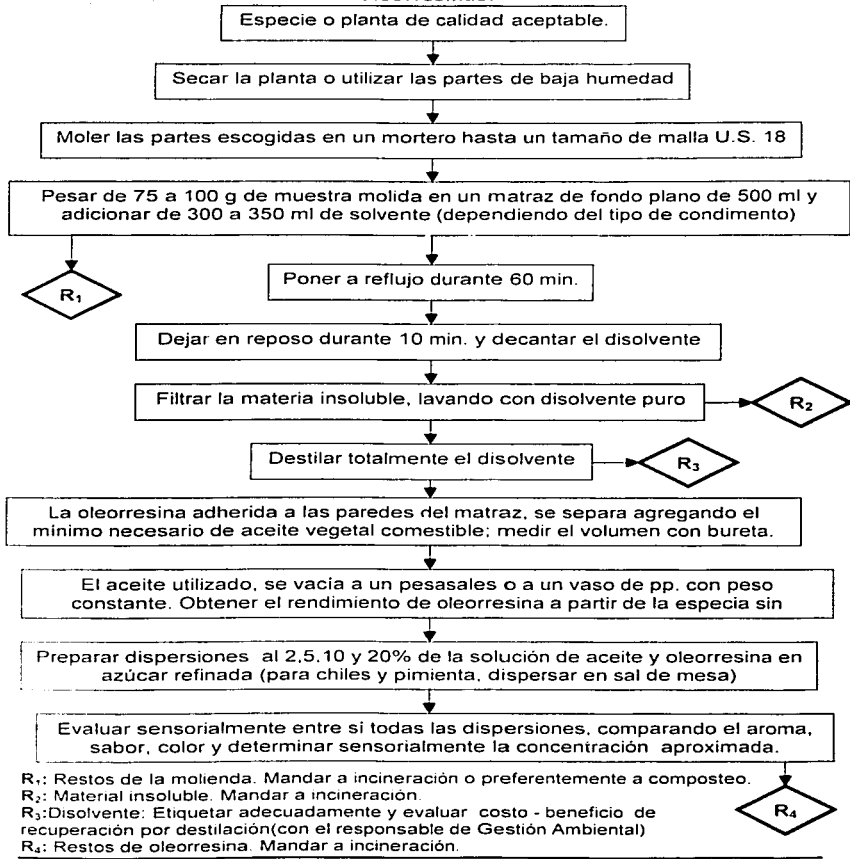 Especie o planta de calidad aceptable.
Secar la planta o utilizar las partes de baja humedad
Moler las partes escogidas en un mortero hasta un tamaño de malla U.S. 18
Pesar de 75 a 100 g de muestra molida en un matraz de fondo plano de 500 ml y
adicionar de 300 a 350 ml de solvente (dependiendo del tipo de condimento)
R₁
Poner a reflujo durante 60 min.
Dejar en reposo durante 10 min. y decantar el disolvente
Filtrar la materia insoluble, lavando con disolvente puro
R₂
Destilar totalmente el disolvente
R₃
La oleorresina adherida a las paredes del matraz, se separa agregando el
mínimo necesario de aceite vegetal comestible; medir el volumen con bureta.
El aceite utilizado, se vacía a un pesasales o a un vaso de pp. con peso
constante. Obtener el rendimiento de oleorresina a partir de la especia sin
Preparar dispersiones al 2,5,10 y 20% de la solución de aceite y oleorresina en
azúcar refinada (para chiles y pimienta, dispersar en sal de mesa)
Evaluar sensorialmente entre si todas las dispersiones, comparando el aroma,
sabor, color y determinar sensorialmente la concentración aproximada.
R₁: Restos de la molienda. Mandar a incineración o preferentemente a composteo.
R₂: Material insoluble. Mandar a incineración.
R₃:Disolvente: Etiquetar adecuadamente y evaluar costo - beneficio de
recuperación por destilación(con el responsable de Gestión Ambiental)
R₄: Restos de oleorresina. Mandar a incineración.
R₄